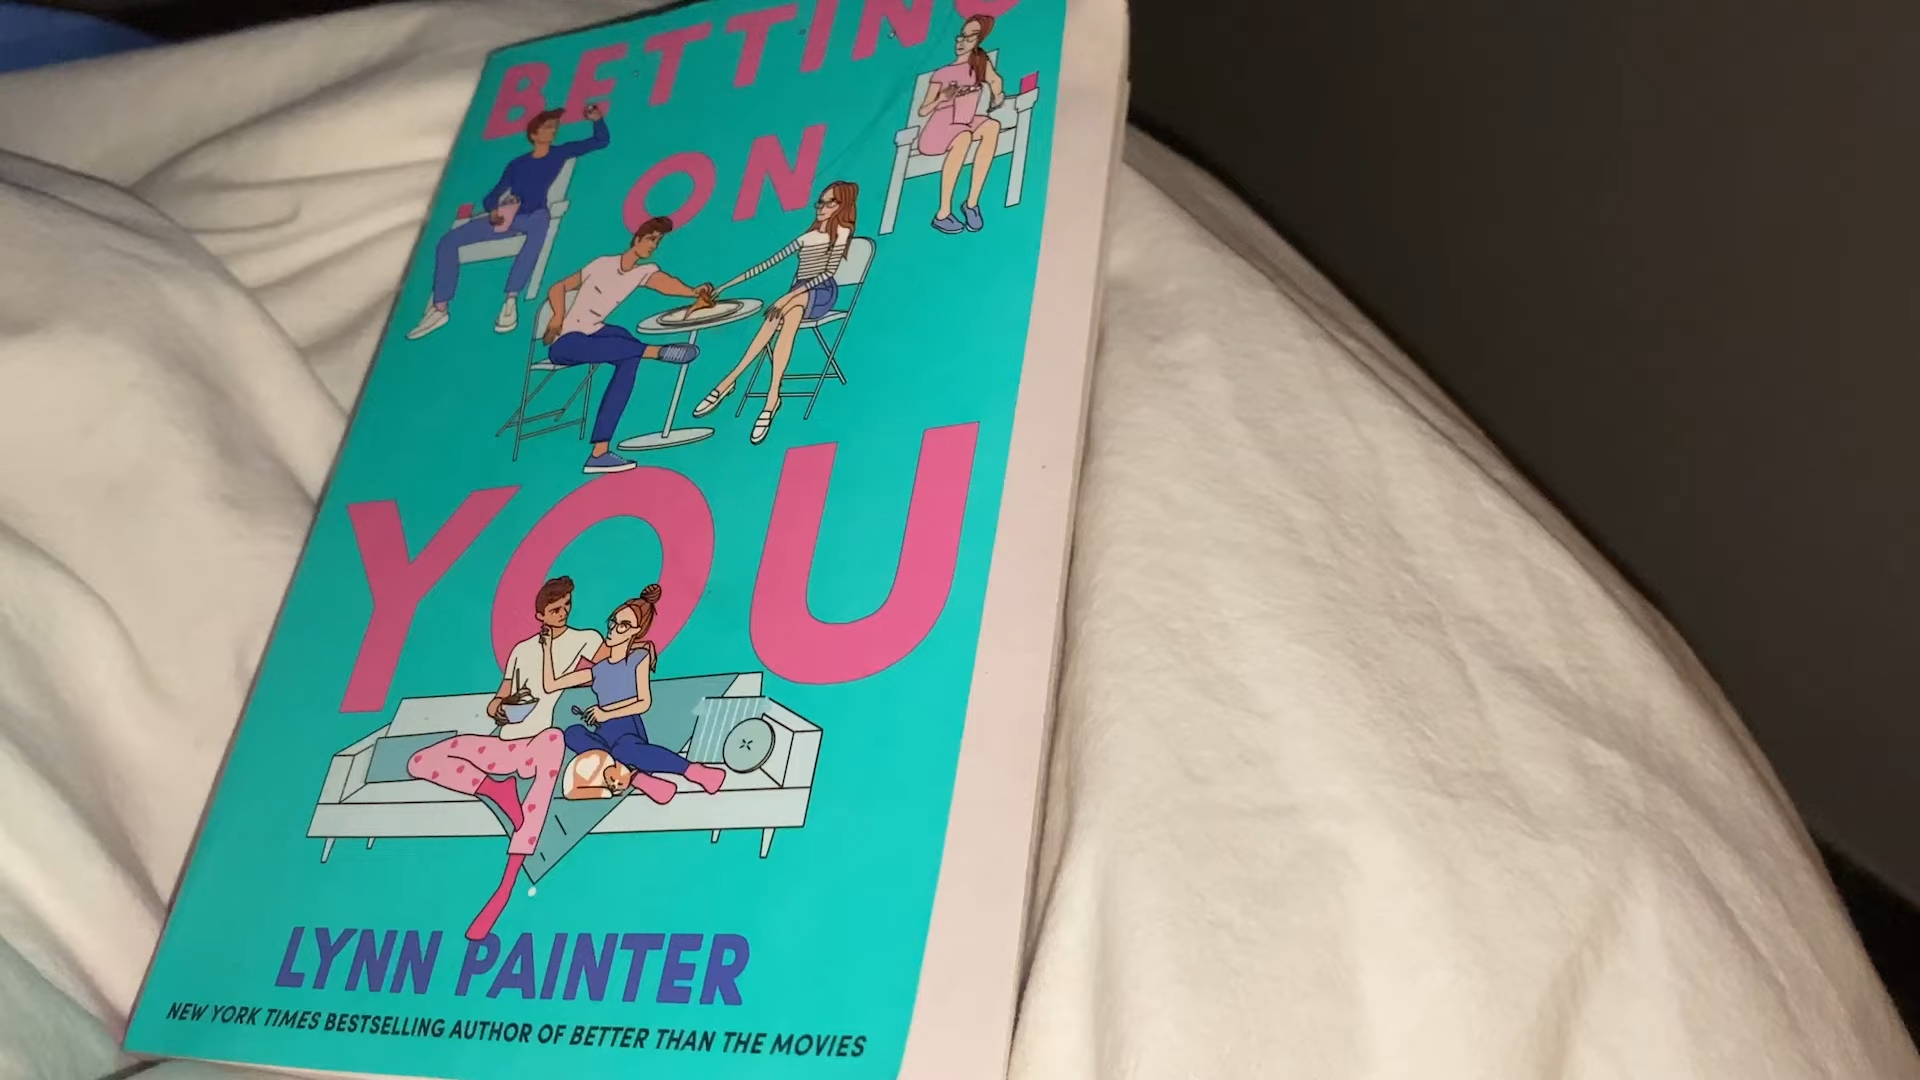 BETTING
ON
YOU
LYNN PAINTER
NEW YORK TIMES BESTSELLING AUTHOR OF BETTER THAN THE MOVIES